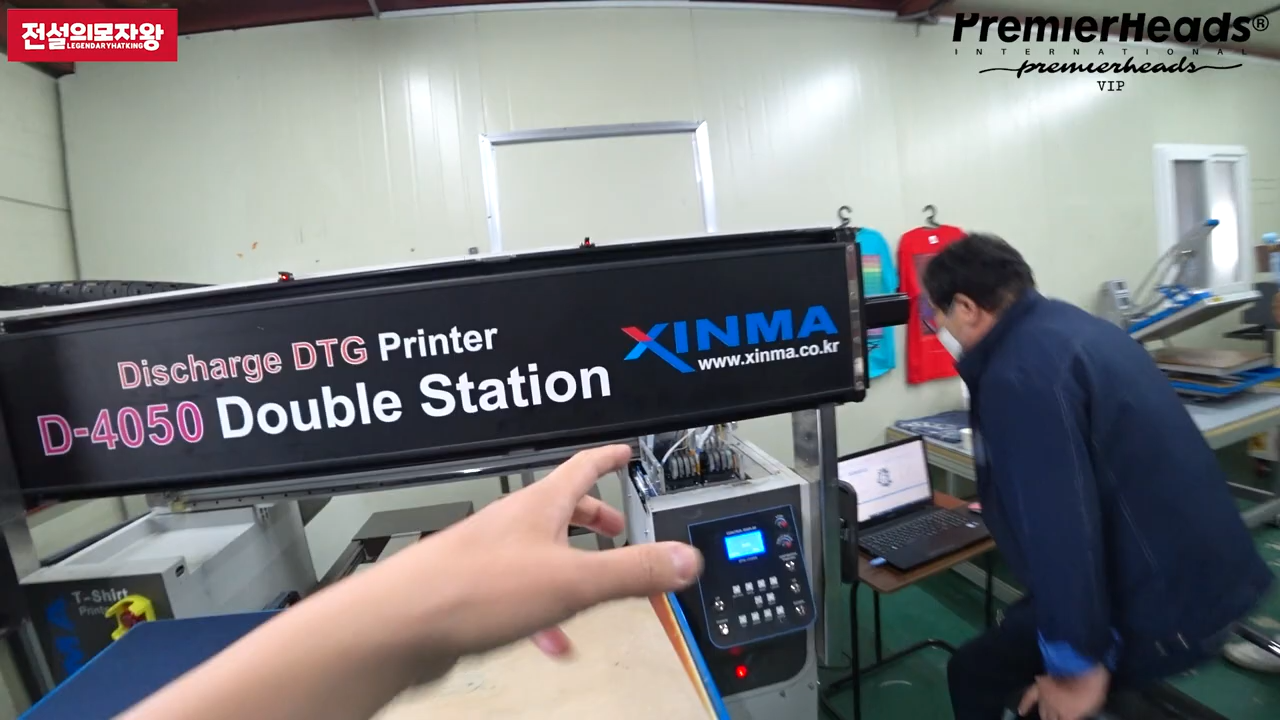 전설의모자왕
LEGENDARYHATKING
PREMIERHEADS®
INTERNATIONAL
premierheads
VIP
Discharge DTG Printer
D-4050 Double Station
XINMA
www.xinma.co.kr
T-Shirt